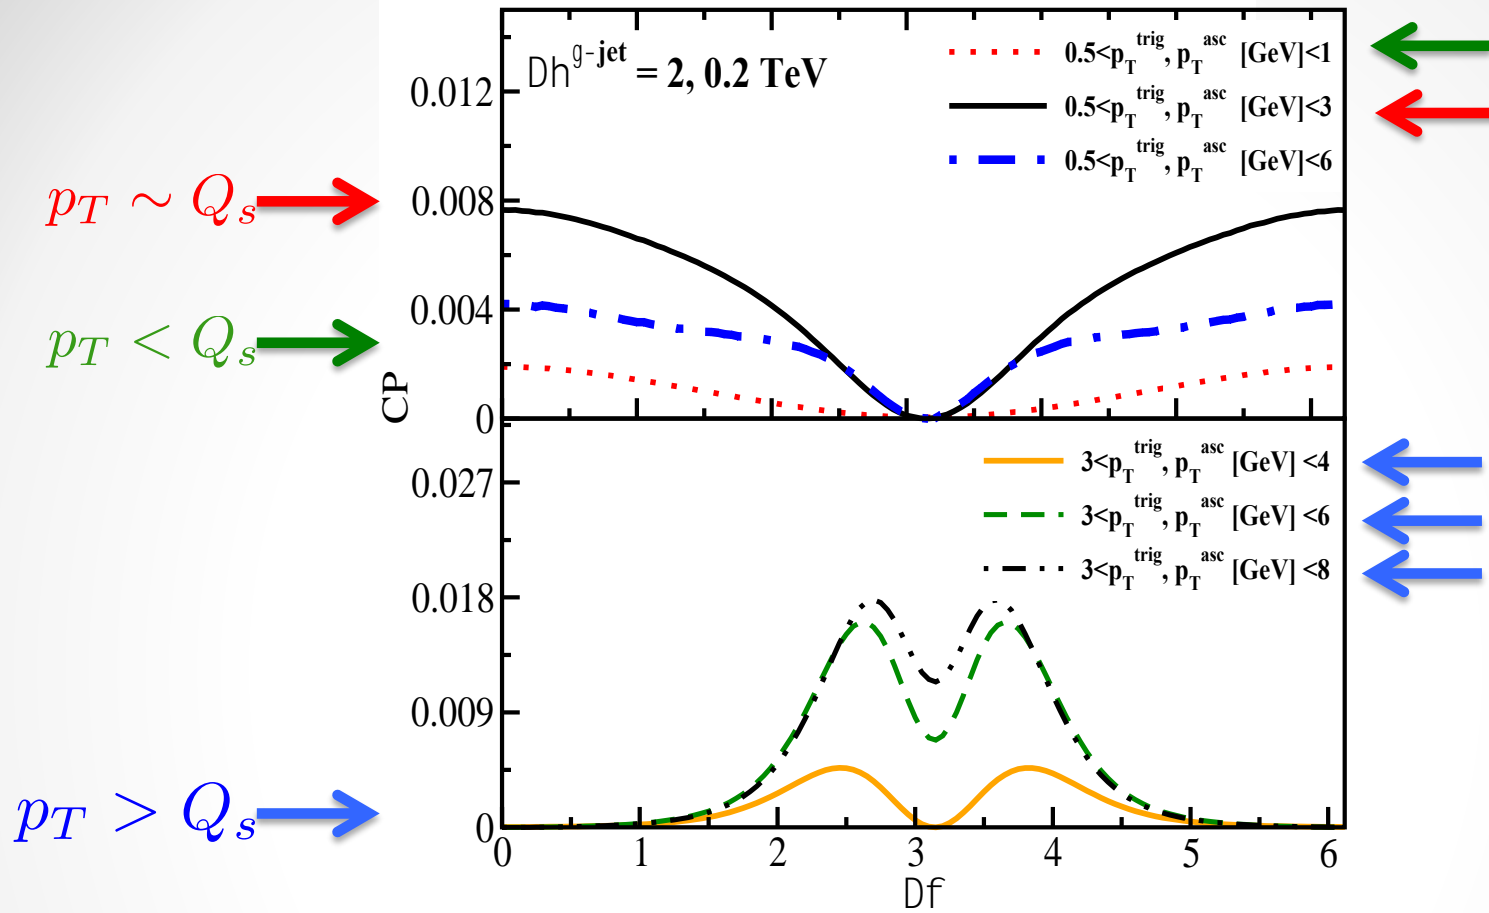 Dh^g-jet = 2, 0.2 TeV
0.5<p_T^trig, p_T^asc [GeV]<1
0.5<p_T^trig, p_T^asc [GeV]<3
0.5<p_T^trig, p_T^asc [GeV]<6
0.012
0.008
0.004
0
p_T ∼ Q_s
p_T < Q_s
CP
0
0.027
0.018
0.009
0
3<p_T^trig, p_T^asc [GeV] <4
3<p_T^trig, p_T^asc [GeV] <6
3<p_T^trig, p_T^asc [GeV] <8
p_T > Q_s
0 1 2 3 4 5 6
Df